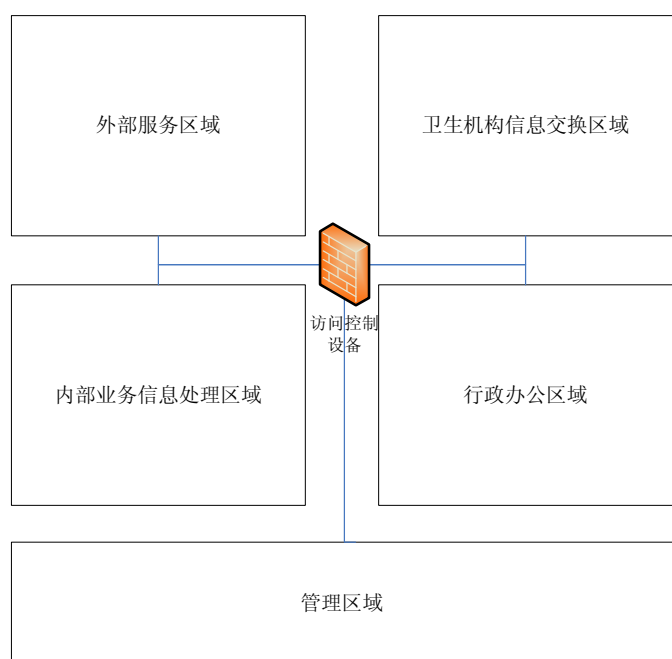 外部服务区域
卫生机构信息交换区域
访问控制
设备
内部业务信息处理区域
行政办公区域
管理区域